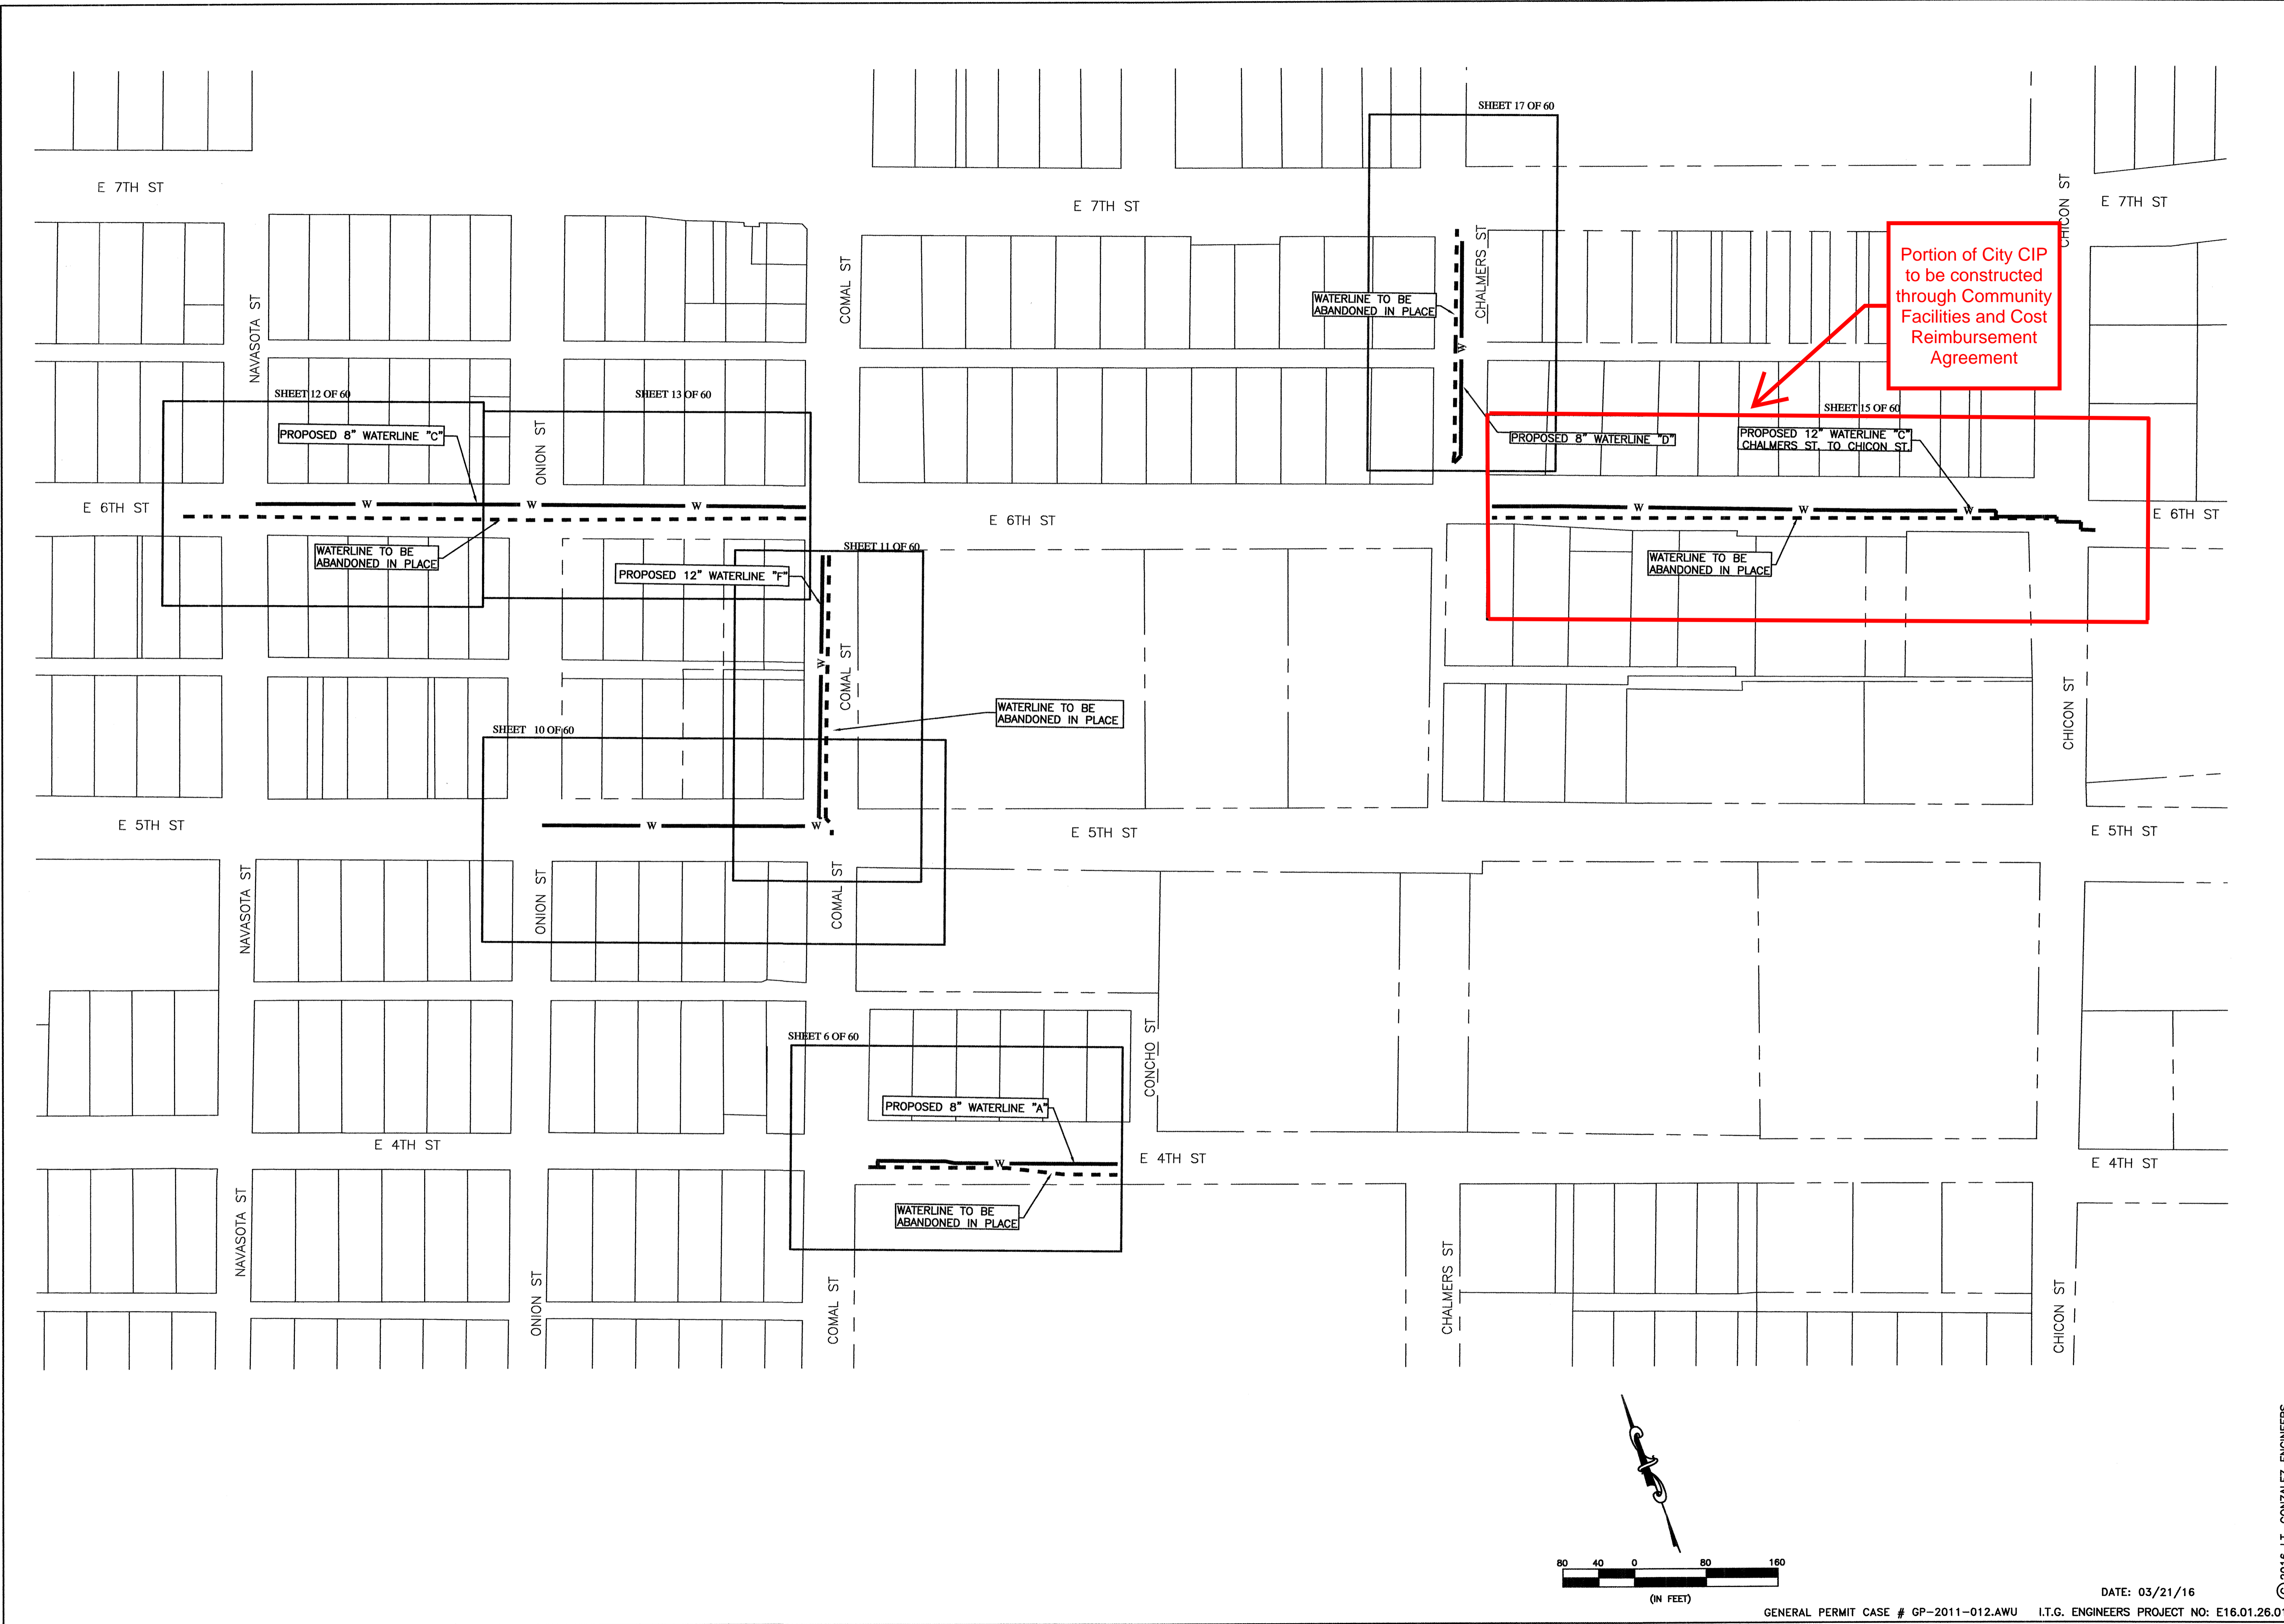 SHEET 17 OF 60
E 7TH ST
E 7TH ST
E 7TH ST
CHICON ST
NAVASOTA ST
COMAL ST
CHALMERS ST
WATERLINE TO BE
ABANDONED IN PLACE
W
Portion of City CIP
to be constructed
through Community
Facilities and Cost
Reimbursement
Agreement
SHEET 12 OF 60
SHEET 13 OF 60
SHEET 15 OF 60
PROPOSED 8" WATERLINE "C"
ONION ST
PROPOSED 8" WATERLINE "D"
PROPOSED 12" WATERLINE "C"
CHALMERS ST. TO CHICON ST.
E 6TH ST
W
W
W
E 6TH ST
W
W
W
E 6TH ST
WATERLINE TO BE
ABANDONED IN PLACE
PROPOSED 12" WATERLINE "F"
SHEET 11 OF 60
WATERLINE TO BE
ABANDONED IN PLACE
W
COMAL ST
WATERLINE TO BE
ABANDONED IN PLACE
CHICON ST
SHEET 10 OF 60
E 5TH ST
W
W
E 5TH ST
E 5TH ST
NAVASOTA ST
ONION ST
COMAL ST
SHEET 6 OF 60
CONCHO ST
PROPOSED 8" WATERLINE "A"
E 4TH ST
W
E 4TH ST
E 4TH ST
WATERLINE TO BE
ABANDONED IN PLACE
NAVASOTA ST
ONION ST
COMAL ST
CHALMERS ST
CHICON ST
80 40 0 80 160
(IN FEET)
DATE: 03/21/16
GENERAL PERMIT CASE # GP-2011-012.AWU I.T.G. ENGINEERS PROJECT NO: E16.01.26.01